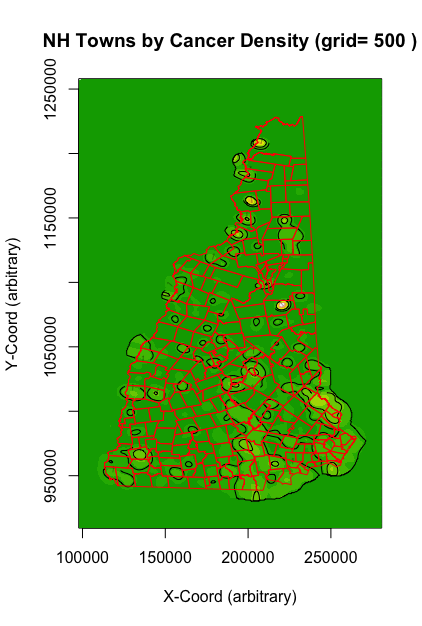 NH Towns by Cancer Density (grid= 500 )
1250000
1150000
1050000
950000
Y-Coord (arbitrary)
100000 150000 200000 250000
X-Coord (arbitrary)